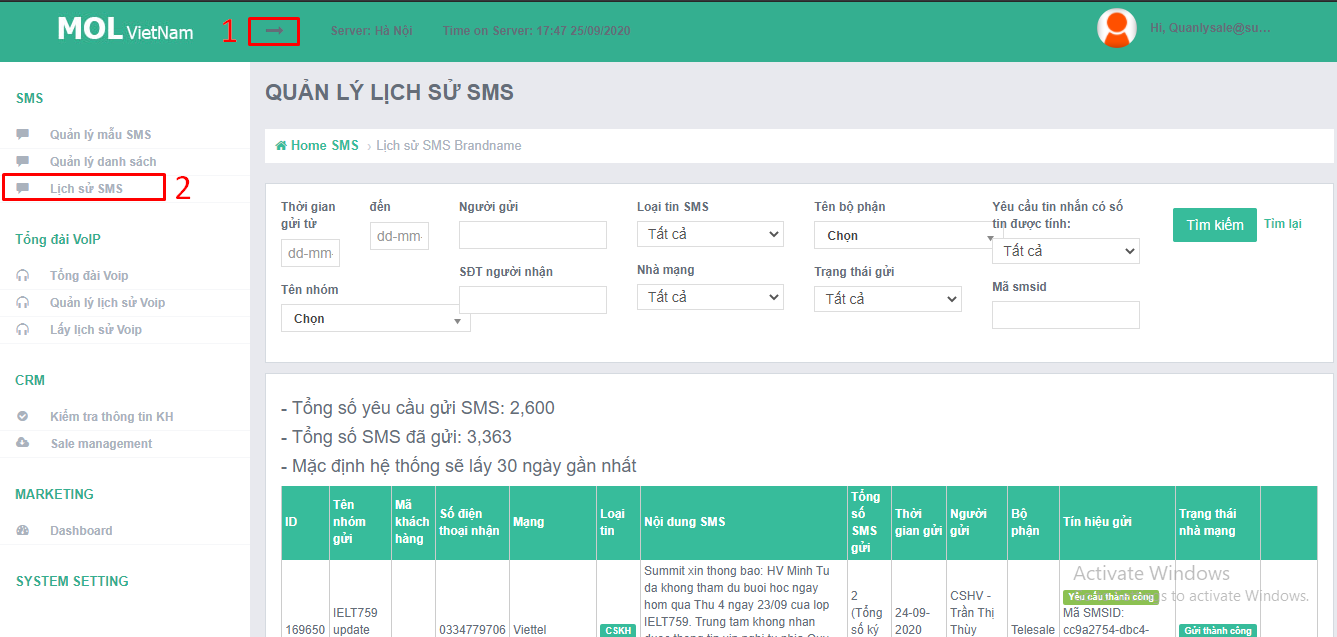 MOL VietNam
1
Server: Hà Nội
Time on Server: 17:47 25/09/2020
Hi, Quanlysale@su...
SMS
Quản lý mẫu SMS
Quản lý danh sách
Lịch sử SMS
2
Tổng đài VoIP
Tổng đài Voip
Quản lý lịch sử Voip
Lấy lịch sử Voip
CRM
Kiểm tra thông tin KH
Sale management
MARKETING
Dashboard
SYSTEM SETTING
QUẢN LÝ LỊCH SỬ SMS
Home SMS › Lịch sử SMS Brandname
Thời gian
gửi từ
dd-mm-
đến
dd-mm-
Tên nhóm
Chọn
Người gửi
SĐT người nhận
Loại tin SMS
Tất cả
Nhà mạng
Tất cả
Tên bộ phận
Chọn
Trạng thái gửi
Tất cả
Yêu cầu tin nhắn có số
tin được tính:
Tất cả
Mã smsid
Tìm kiếm
Tìm lại
- Tổng số yêu cầu gửi SMS: 2,600
- Tổng số SMS đã gửi: 3,363
- Mặc định hệ thống sẽ lấy 30 ngày gần nhất
ID
Tên
nhóm
gửi
Mã
khách
hàng
Số điện
thoại nhận
Mạng
Loại
tin
Nội dung SMS
Tổng
số
SMS
gửi
Thời
gian gửi
Người
gửi
Bộ
phận
Tín hiệu gửi
Trạng thái
nhà mạng
169650
IELT759
update
0334779706
Viettel
CSKH
Summit xin thong bao: HV Minh Tu
da khong tham du buoi hoc ngay
hom qua Thu 4 ngay 23/09 cua lop
IELT759. Trung tam khong nhan
2
(Tổng
số ký
24-09-
2020
CSHV -
Trần Thị
Thùy
Telesale
Yêu cầu thành công
Mã SMSID:
cc9a2754-dbc4-
Gửi thành công
Activate Windows
s to activate Windows.